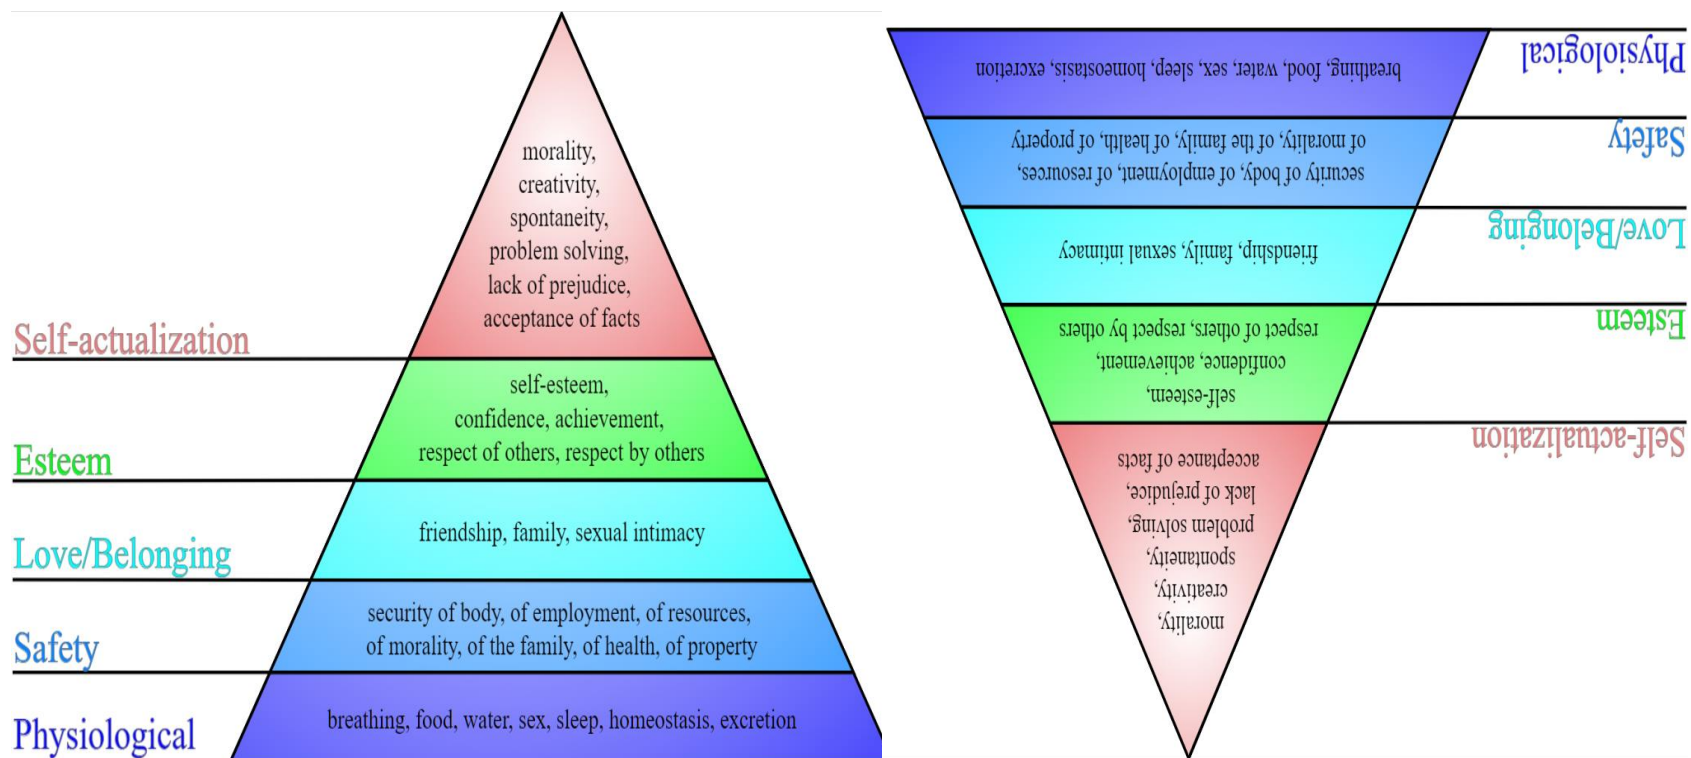 morality,
creativity,
spontaneity,
problem solving,
lack of prejudice,
acceptance of facts
Self-actualization
self-esteem,
confidence, achievement,
respect of others, respect by others
Esteem
friendship, family, sexual intimacy
Love/Belonging
security of body, of employment, of resources,
of morality, of the family, of health, of property
Safety
breathing, food, water, sex, sleep, homeostasis, excretion
Physiological
morality,
creativity,
spontaneity,
problem solving,
lack of prejudice,
acceptance of facts
Self-actualization
self-esteem,
confidence, achievement,
respect of others, respect by others
Esteem
friendship, family, sexual intimacy
Love/Belonging
security of body, of employment, of resources,
of morality, of the family, of health, of property
Safety
breathing, food, water, sex, sleep, homeostasis, excretion
Physiological